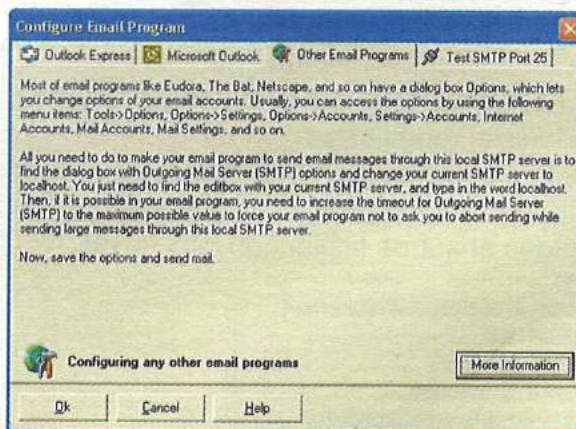 Configure Email Program
Outlook Express
Microsoft Outlook
Other Email Programs
Test SMTP Port 25
Most of email programs like Eudora, The Bat, Netscape, and so on have a dialog box Options, which lets
you change options of your email accounts. Usually, you can access the options by using the following
menu items: Tools->Options, Options->Settings, Options->Accounts, Settings->Accounts, Internet
Accounts, Mail Accounts, Mail Settings, and so on.
All you need to do to make your email program to send email messages through this local SMTP server is to
find the dialog box with Outgoing Mail Server (SMTP) options and change your current SMTP server to
localhost. You just need to find the editbox with your current SMTP server, and type in the word localhost.
Then, if it is possible in your email program, you need to increase the timeout for Outgoing Mail Server
(SMTP) to the maximum possible value to force your email program not to ask you to abort sending while
sending large messages through this local SMTP server.
Now, save the options and send mail.
Configuring any other email programs
More Information
Ok
Cancel
Help